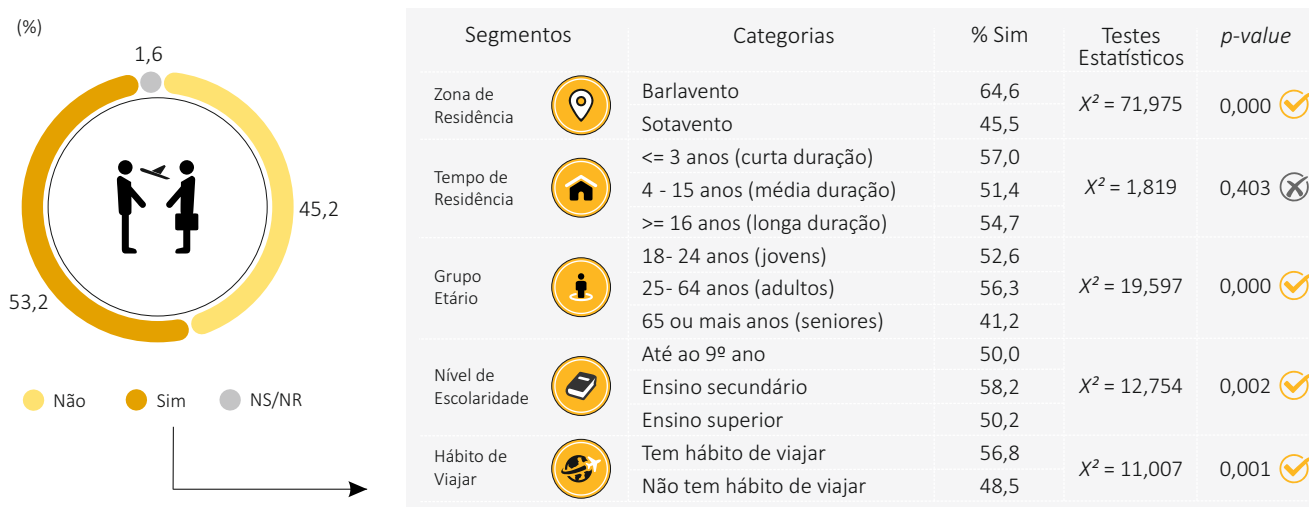 (%)
1,6
45,2
53,2
Não Sim NS/NR
Segmentos Categorias % Sim Testes Estatísticos p-value
Zona de
Residência
Barlavento 64,6
Sotavento 45,5
X² = 71,975 0,000
Tempo de
Residência
<= 3 anos (curta duração) 57,0
4 - 15 anos (média duração) 51,4
>= 16 anos (longa duração) 54,7
X² = 1,819 0,403
Grupo
Etário
18- 24 anos (jovens) 52,6
25- 64 anos (adultos) 56,3
65 ou mais anos (seniores) 41,2
X² = 19,597 0,000
Nível de
Escolaridade
Até ao 9º ano 50,0
Ensino secundário 58,2
Ensino superior 50,2
X² = 12,754 0,002
Hábito de
Viajar
Tem hábito de viajar 56,8
Não tem hábito de viajar 48,5
X² = 11,007 0,001